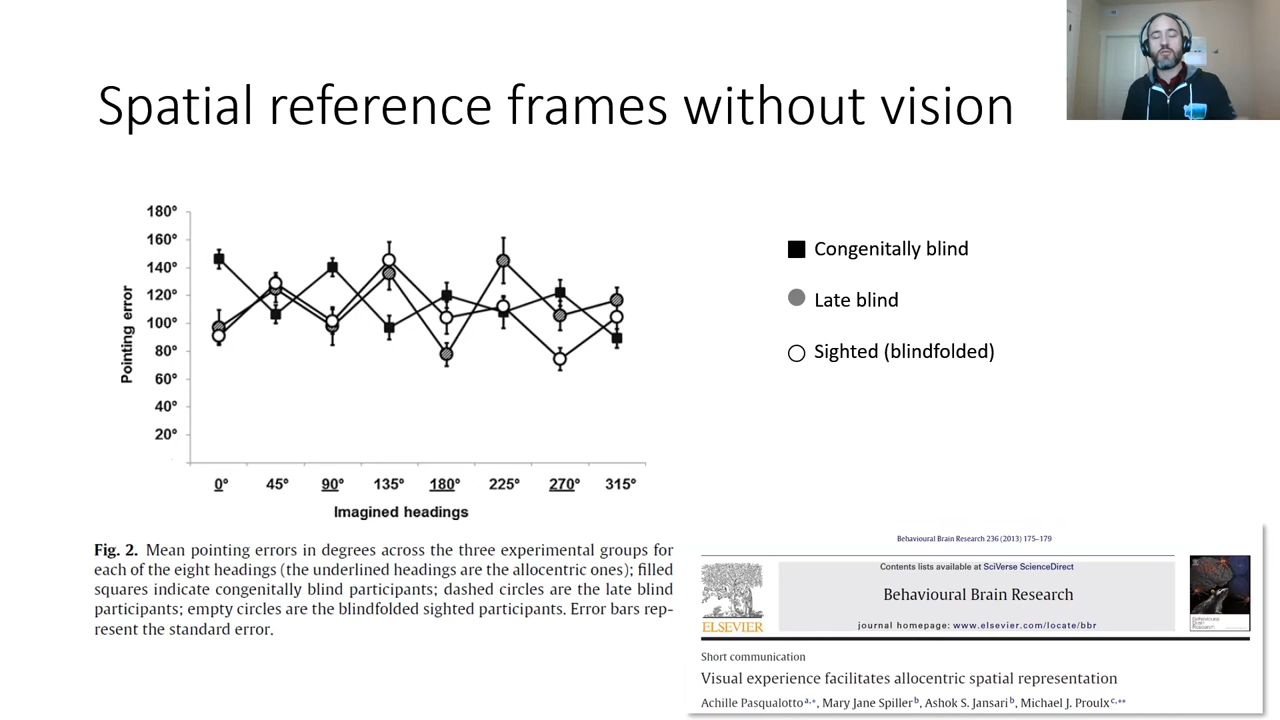 Spatial reference frames without vision
180°
160°
140°
120°
100°
80°
60°
40°
20°
Pointing error
0° 45° 90° 135° 180° 225° 270° 315°
Imagined headings
Congenitally blind
Late blind
Sighted (blindfolded)
Fig. 2. Mean pointing errors in degrees across the three experimental groups for
each of the eight headings (the underlined headings are the allocentric ones); filled
squares indicate congenitally blind participants; dashed circles are the late blind
participants; empty circles are the blindfolded sighted participants. Error bars rep-
resent the standard error.
Behavioural Brain Research 236 (2013) 175–179
Contents lists available at SciVerse ScienceDirect
Behavioural Brain Research
journal homepage: www.elsevier.com/locate/bbr
ELSEVIER
Short communication
Visual experience facilitates allocentric spatial representation
Achille Pasqualotto a,*, Mary Jane Spiller b, Ashok S. Jansari b, Michael J. Proulx c,**